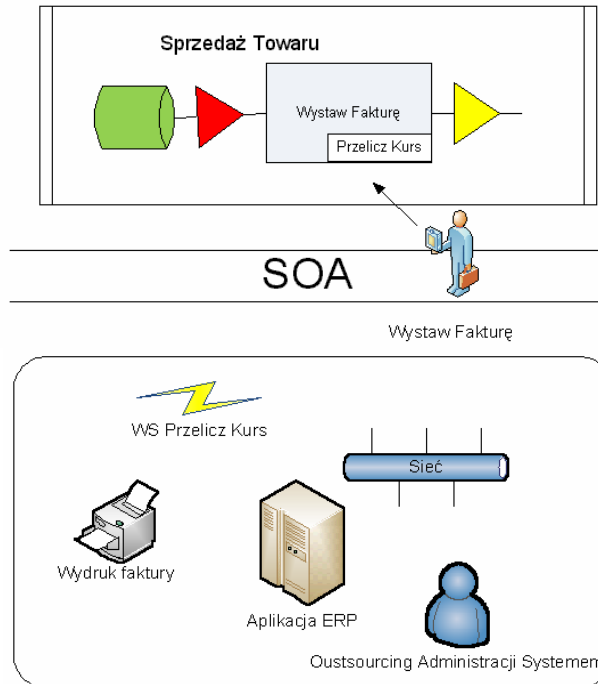 Sprzedaż Towaru
Wystaw Fakturę
Przelicz Kurs
SOA
Wystaw Fakturę
WS Przelicz Kurs
Sieć
Wydruk faktury
Aplikacja ERP
Oustsourcing Administracji Systemem